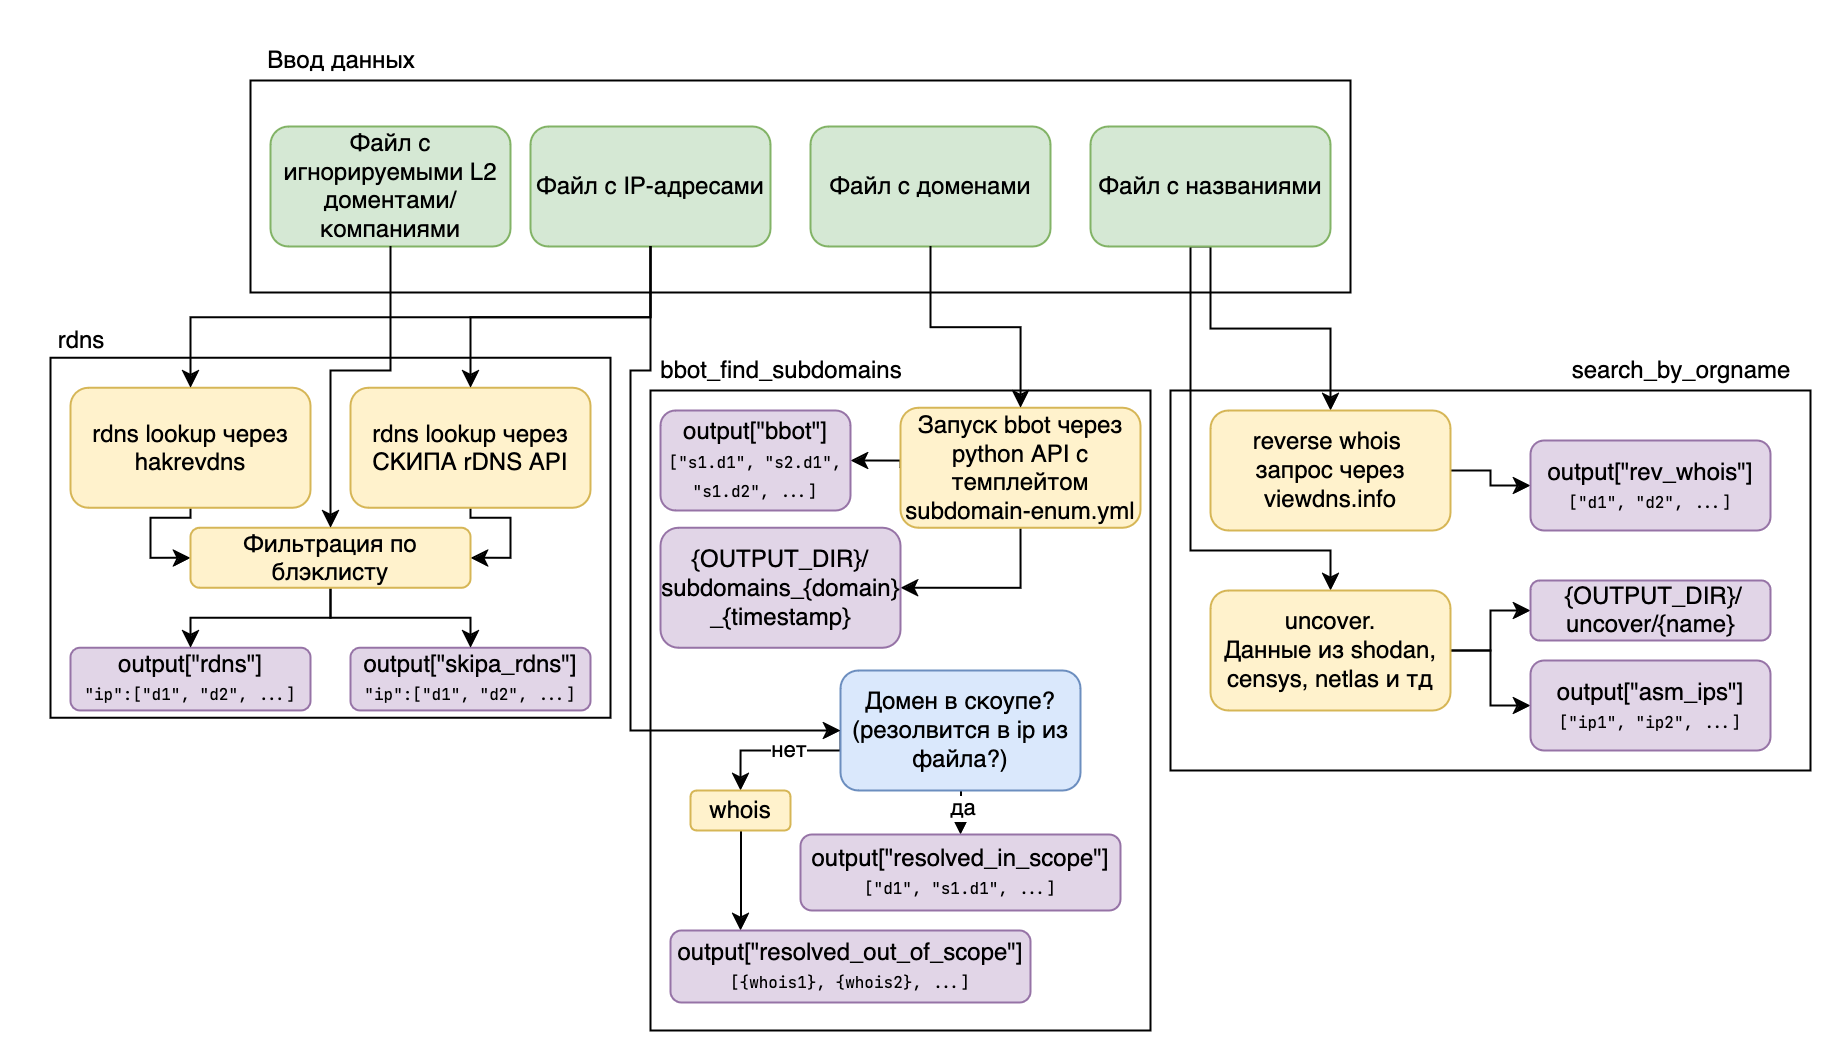 Ввод данных
Файл с
игнорируемыми L2
доментами/
компаниями
Файл с IP-адресами
Файл с доменами
Файл с названиями
rdns
rdns lookup через
hakrevdns
rdns lookup через
СКИПА rDNS API
Фильтрация по
блэклисту
output["rdns"]
"ip":["d1", "d2", ...]
output["skipa_rdns"]
"ip":["d1", "d2", ...]
bbot_find_subdomains
output["bbot"]
["s1.d1", "s2.d1",
"s1.d2", ...]
Запуск bbot через
python API с
темплейтом
subdomain-enum.yml
{OUTPUT_DIR}/
subdomains_{domain}
_{timestamp}
Домен в скоупе?
(резолвится в ip из
файла?)
нет
да
whois
output["resolved_in_scope"]
["d1", "s1.d1", ...]
output["resolved_out_of_scope"]
[{whois1}, {whois2}, ...]
search_by_orgname
reverse whois
запрос через
viewdns.info
output["rev_whois"]
["d1", "d2", ...]
uncover.
Данные из shodan,
censys, netlas и тд
{OUTPUT_DIR}/
uncover/{name}
output["asm_ips"]
["ip1", "ip2", ...]